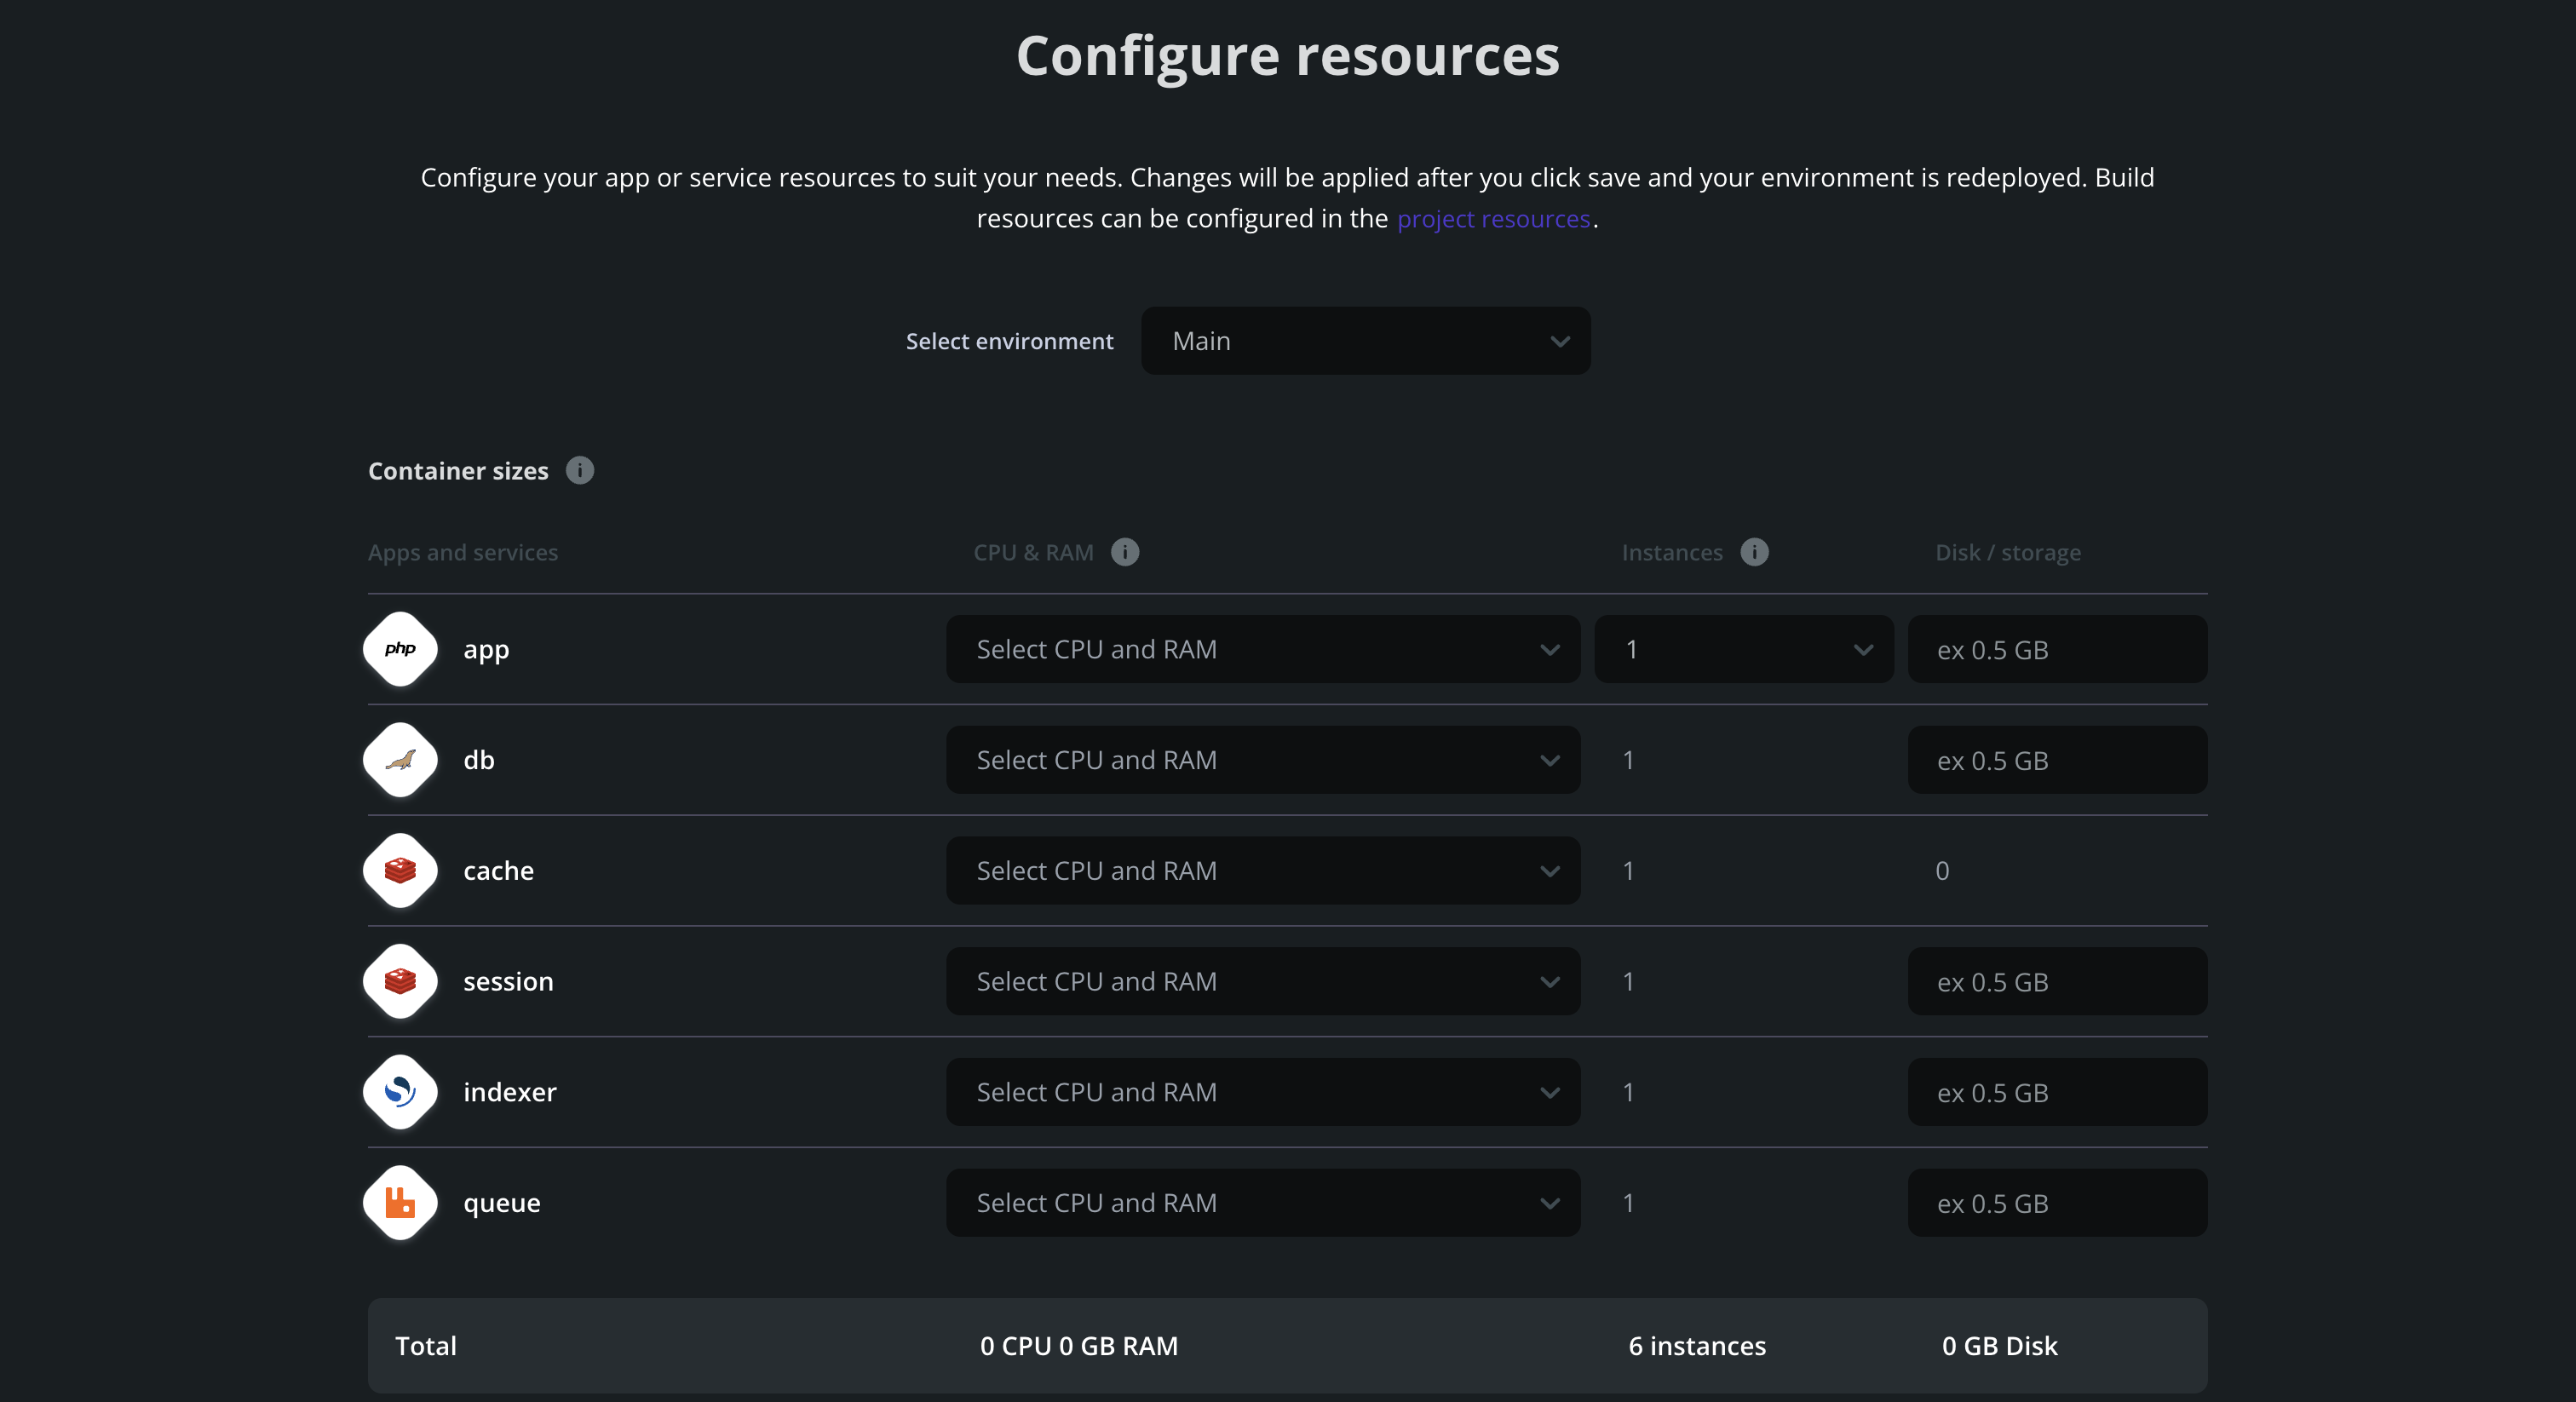 Configure resources
Configure your app or service resources to suit your needs. Changes will be applied after you click save and your environment is redeployed. Build
resources can be configured in the project resources.
Select environment Main
Container sizes i
Apps and services CPU & RAM i Instances i Disk / storage
php app Select CPU and RAM 1 ex 0.5 GB
db Select CPU and RAM 1 ex 0.5 GB
cache Select CPU and RAM 1 0
session Select CPU and RAM 1 ex 0.5 GB
indexer Select CPU and RAM 1 ex 0.5 GB
queue Select CPU and RAM 1 ex 0.5 GB
Total 0 CPU 0 GB RAM 6 instances 0 GB Disk